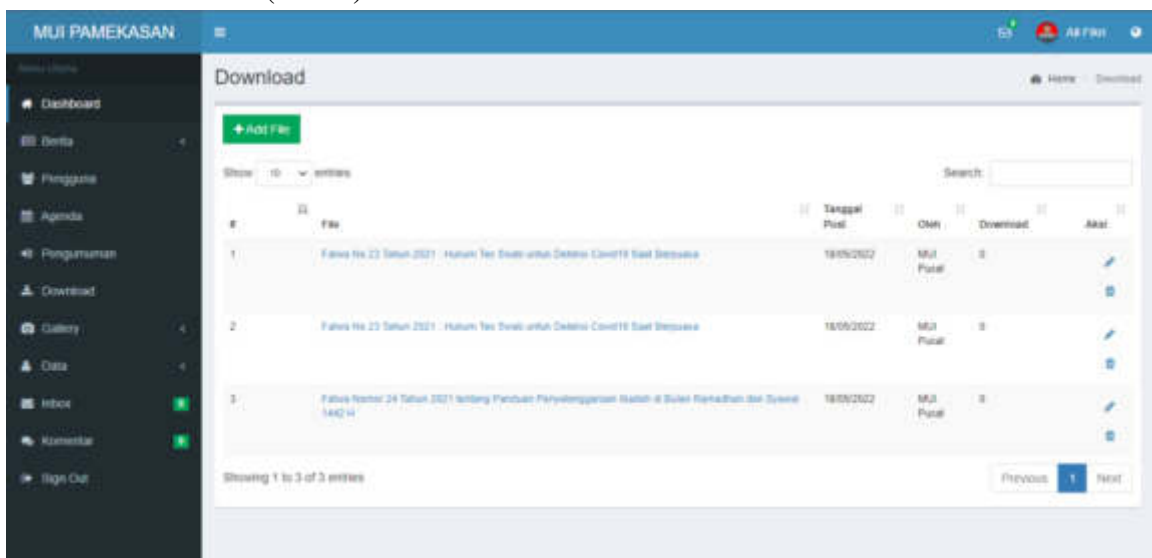 MUI PAMEKASAN
Ali Fikri
Menu Utama
Download
Home Download
Dashboard
+ Add File
Berita
Show 10 entries
Search:
Pengguna
Agenda
# File Tanggal Post Oleh Download Aksi
Pengumuman
1 Fatwa No 23 Tahun 2021 : Hukum Tes Swab untuk Deteksi Covid19 Saat Berpuasa 18/05/2022 MUI Pusat 0
Download
Gallery
2 Fatwa No 23 Tahun 2021 : Hukum Tes Swab untuk Deteksi Covid19 Saat Berpuasa 18/05/2022 MUI Pusat 0
Data
Inbox
3 Fatwa Nomor 24 Tahun 2021 tentang Panduan Penyelenggaraan Ibadah di Bulan Ramadhan dan Syawal 1442 H 18/05/2022 MUI Pusat 0
Komentar
Sign Out
Showing 1 to 3 of 3 entries
Previous 1 Next